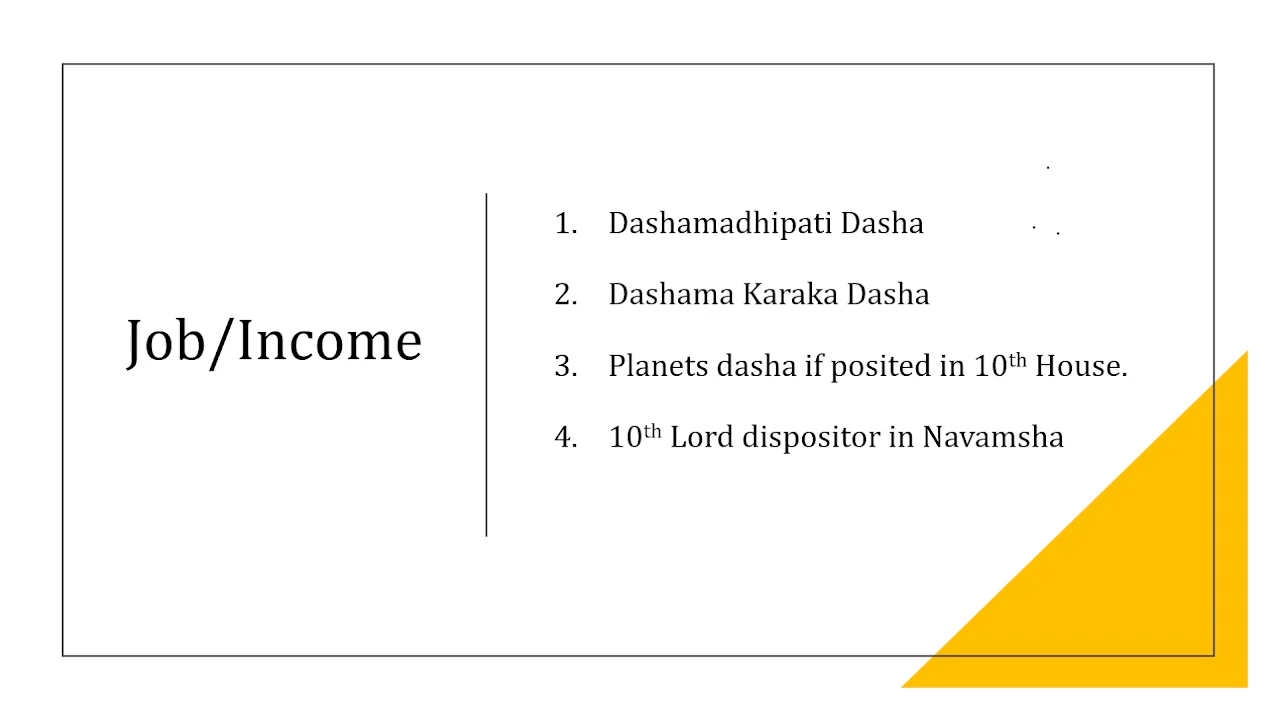 Job/Income
1. Dashamadhipati Dasha
2. Dashama Karaka Dasha
3. Planets dasha if posited in 10th House.
4. 10th Lord dispositor in Navamsha